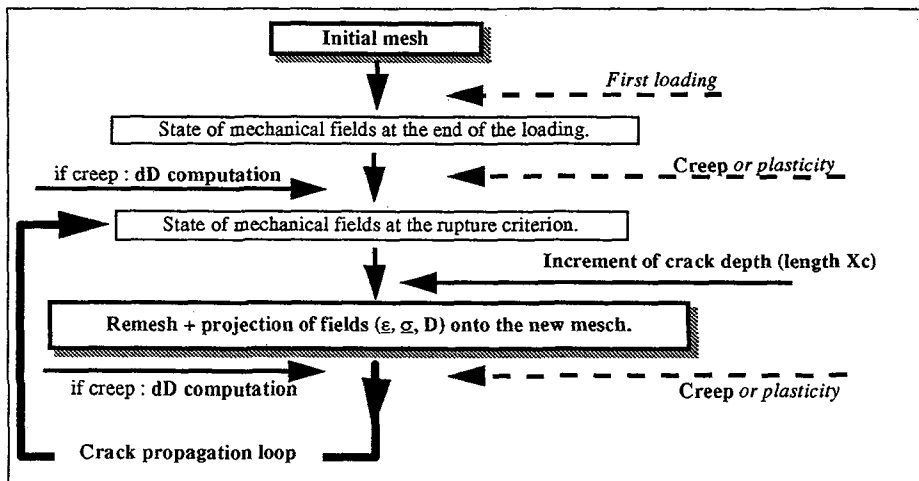 Initial mesh
First loading
State of mechanical fields at the end of the loading.
if creep : dD computation
Creep or plasticity
State of mechanical fields at the rupture criterion.
Increment of crack depth (length Xc)
Remesh + projection of fields (ε, σ, D) onto the new mesch.
if creep : dD computation
Creep or plasticity
Crack propagation loop